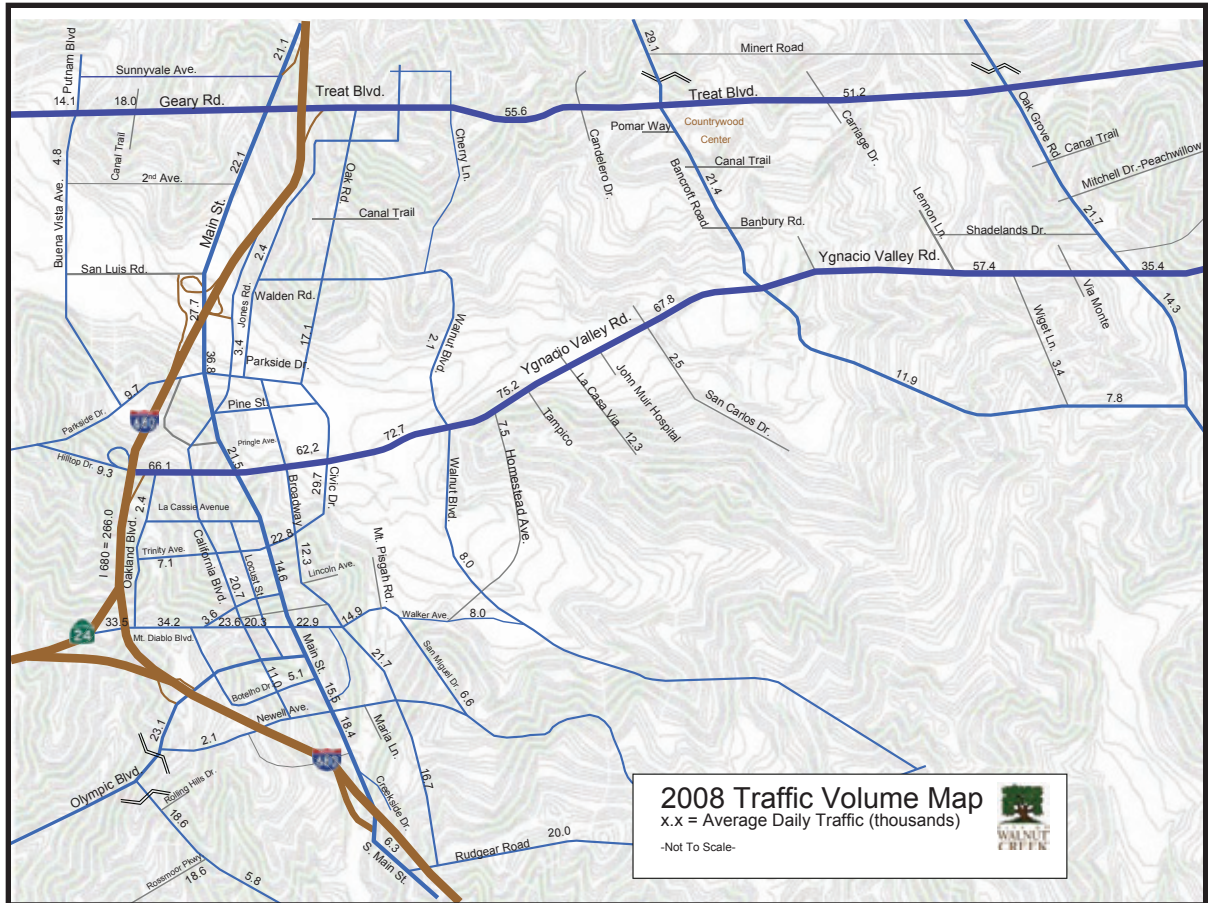 Putnam Blvd
21.1
29.1
Minert Road
Sunnyvale Ave.
14.1
18.0
Geary Rd.
Treat Blvd.
55.6
Treat Blvd.
51.2
Oak Grove Rd
Pomar Way
Countrywood
Center
Carriage Dr.
Canal Trail
4.8
Canal Trail
22.1
Cherry Ln.
Candelero Dr.
Canal Trail
Mitchell Dr.-Peachwillow
2nd Ave.
Oak Rd.
21.4
Bancroft Road
Buena Vista Ave.
Main St.
Canal Trail
Banbury Rd.
Lennon Ln.
Shadelands Dr.
21.7
2.4
Ygnacio Valley Rd.
57.4
35.4
San Luis Rd.
27.7
Jones Rd.
Walden Rd.
17.1
Walnut Blvd.
2.1
67.8
Ygnacio Valley Rd.
Via Monte
14.3
Wiget Ln.
3.4
36.8
3.4
Parkside Dr.
2.5
John Muir Hospital
La Casa Via
12.3
San Carlos Dr.
11.9
7.8
9.7
Parkside Dr.
680
Pine St.
75.2
Tampico
Pringle Ave.
72.7
7.5
Homestead Ave.
Hilltop Dr.
9.3
66.1
21.5
62,2
Civic Dr.
29.7
Broadway
Walnut Blvd.
2.4
La Cassie Avenue
I 680 = 266.0
Oakland Blvd.
Trinity Ave.
7.1
California Blvd.
20.7
Locust St.
22.8
14.6
12.3
Lincoln Ave.
Mt. Pisgah Rd.
8.0
24
33.5
34.2
3.6
23.6
20.3
22.9
14.9
Walker Ave.
8.0
Mt. Diablo Blvd.
Main St.
21.7
San Miguel Dr.
6.6
11.0
5.1
Botelho Dr.
15.5
Newell Ave.
18.4
Maria Ln.
23.1
2.1
680
Olympic Blvd
Rolling Hills Dr.
18.6
Creekside Dr.
16.7
Rossmoor Pkwy.
18.6
5.8
6.3
S. Main St.
Rudgear Road
20.0
2008 Traffic Volume Map
x.x = Average Daily Traffic (thousands)
-Not To Scale-
WALNUT
CREEK